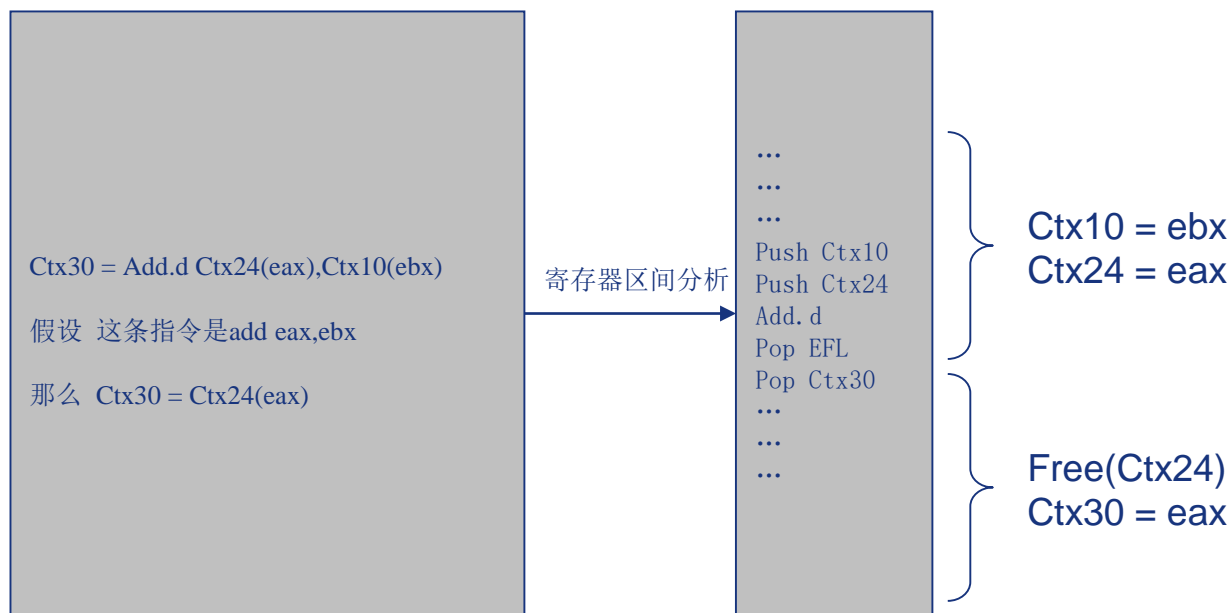 Ctx30 = Add.d Ctx24(eax),Ctx10(ebx)
假设 这条指令是add eax,ebx
那么 Ctx30 = Ctx24(eax)
寄存器区间分析
...
...
...
Push Ctx10
Push Ctx24
Add.d
Pop EFL
Pop Ctx30
...
...
...
Ctx10 = ebx
Ctx24 = eax
Free(Ctx24)
Ctx30 = eax